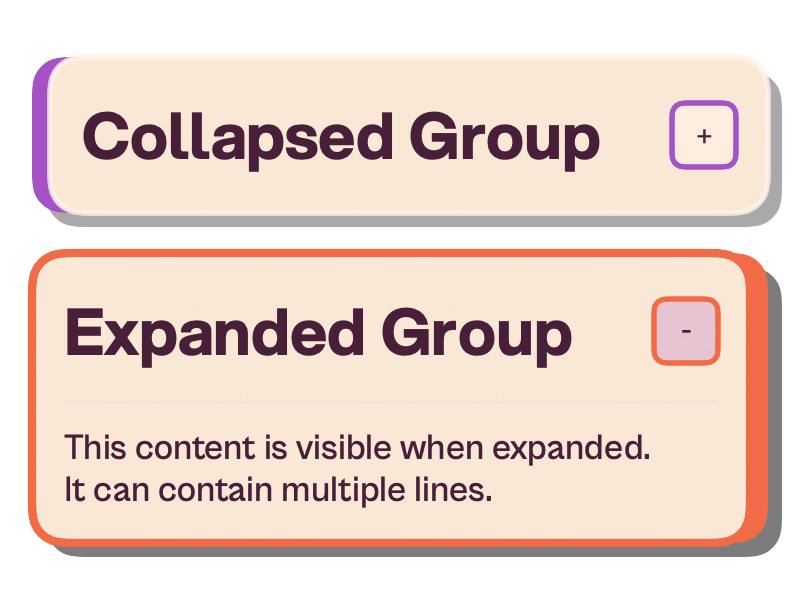 Collapsed Group
+
Expanded Group
-
This content is visible when expanded.
It can contain multiple lines.